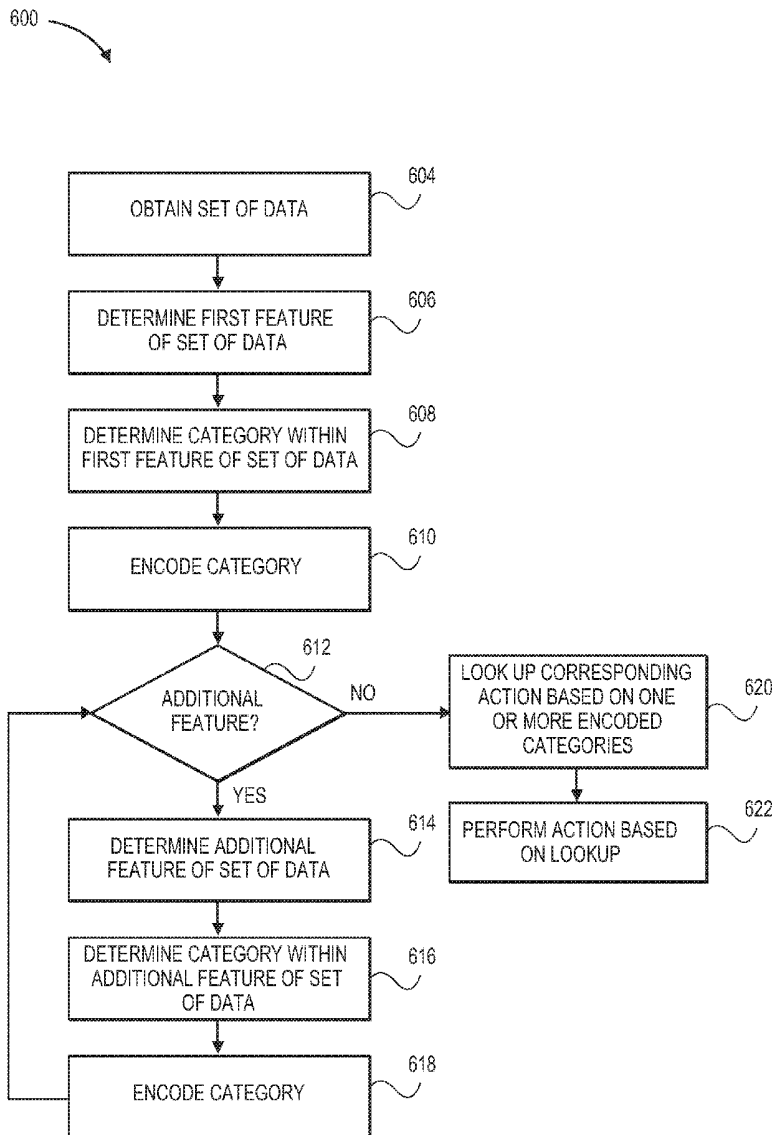 600
OBTAIN SET OF DATA
604
DETERMINE FIRST FEATURE
OF SET OF DATA
606
DETERMINE CATEGORY WITHIN
FIRST FEATURE OF SET OF DATA
608
ENCODE CATEGORY
610
ADDITIONAL
FEATURE?
612
NO
YES
LOOK UP CORRESPONDING
ACTION BASED ON ONE
OR MORE ENCODED
CATEGORIES
620
PERFORM ACTION BASED
ON LOOKUP
622
DETERMINE ADDITIONAL
FEATURE OF SET OF DATA
614
DETERMINE CATEGORY WITHIN
ADDITIONAL FEATURE OF SET
OF DATA
616
ENCODE CATEGORY
618